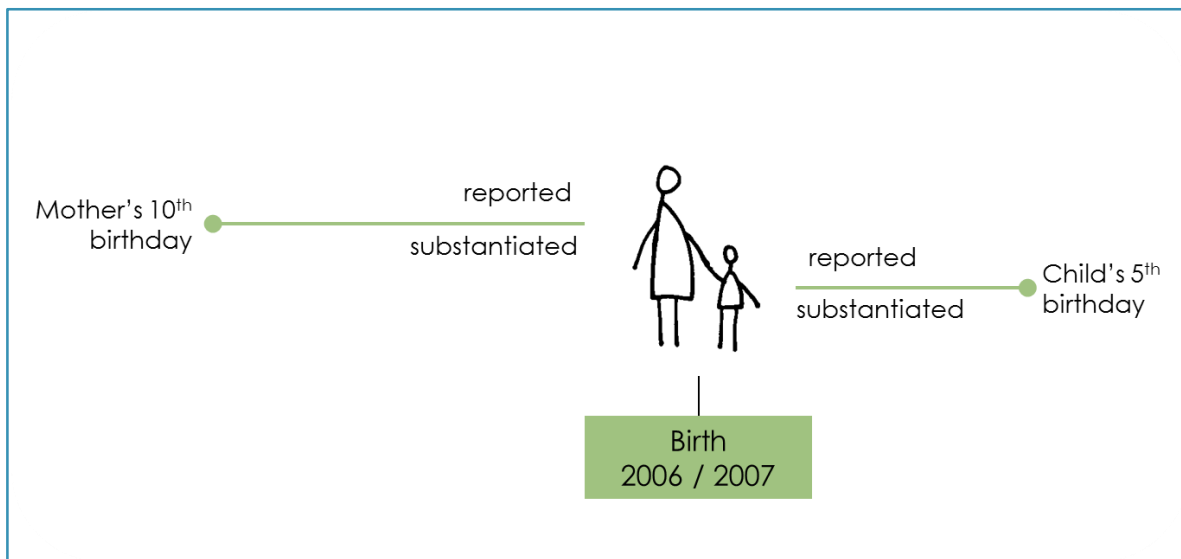 Mother’s 10th
birthday
reported
substantiated
reported
substantiated
Child’s 5th
birthday
Birth
2006 / 2007